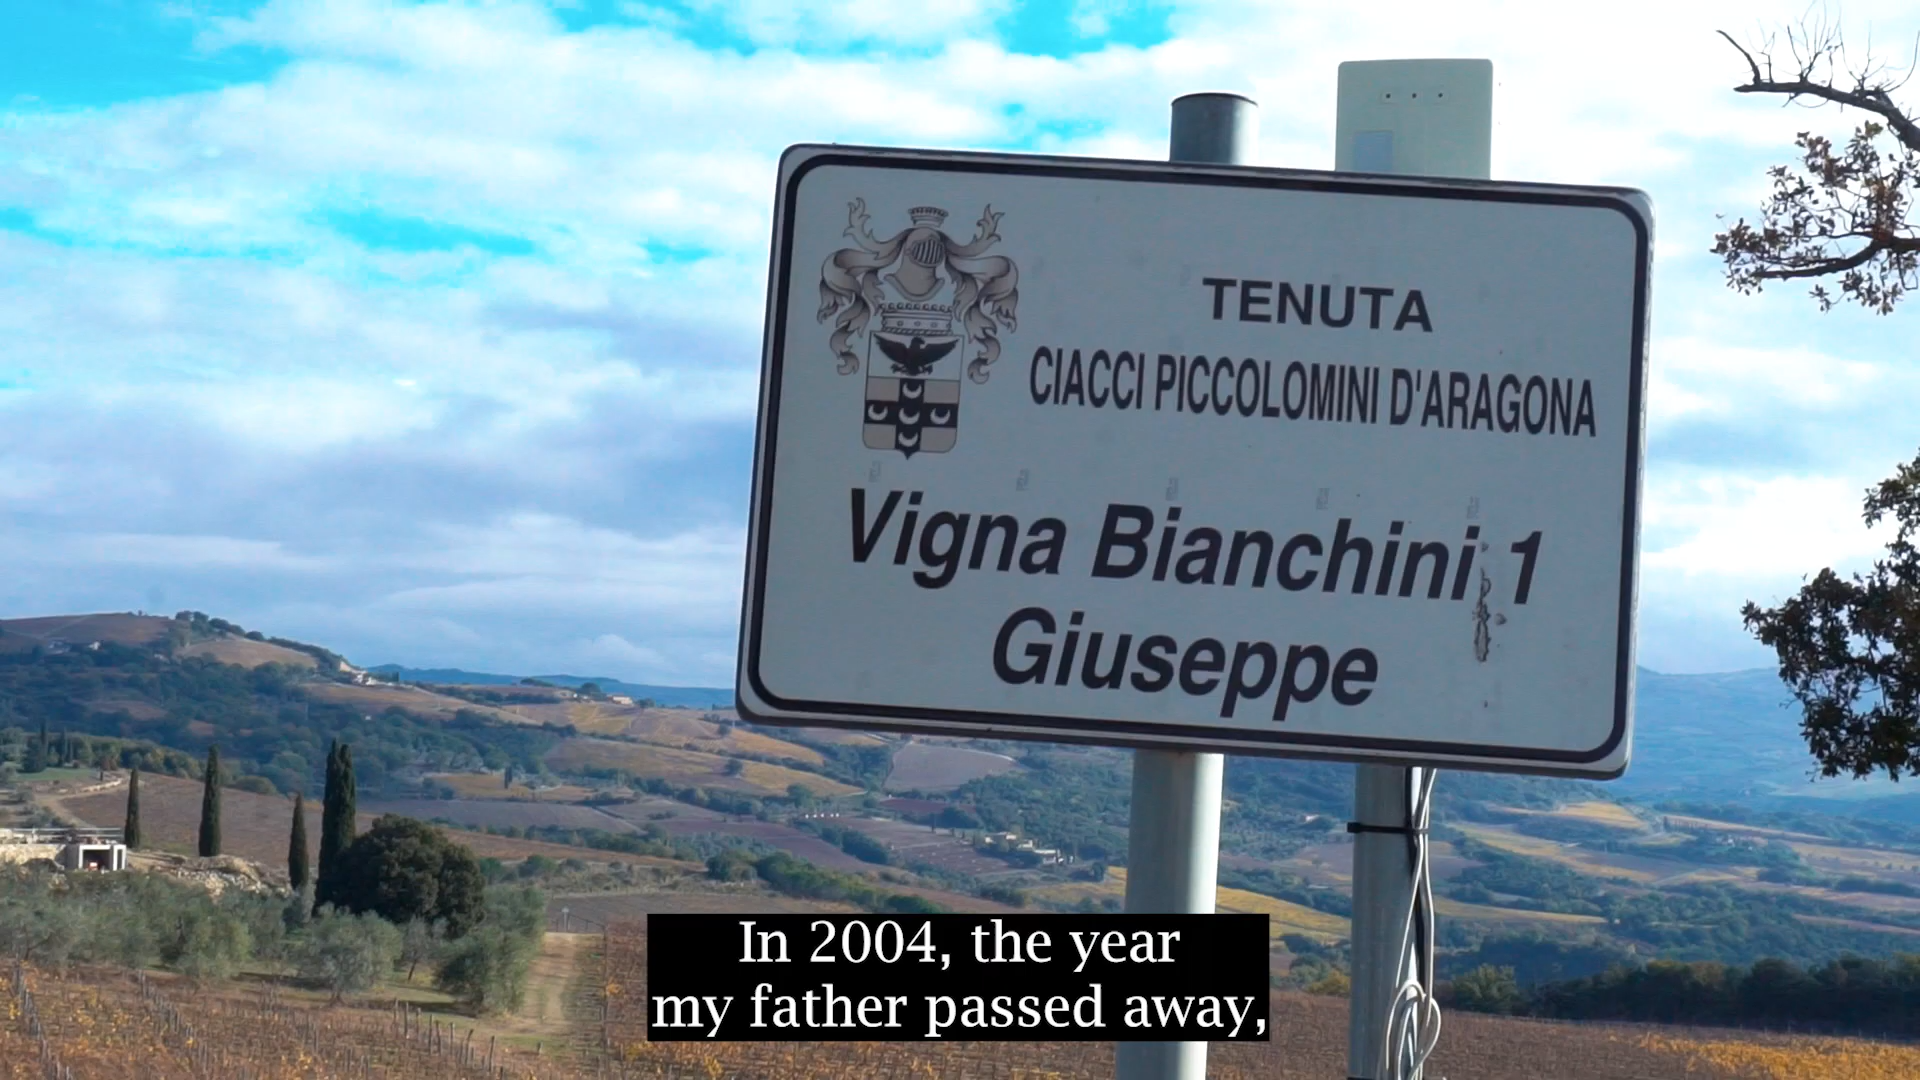 TENUTA
CIACCI PICCOLOMINI D'ARAGONA
Vigna Bianchini 1
Giuseppe
In 2004, the year
my father passed away,